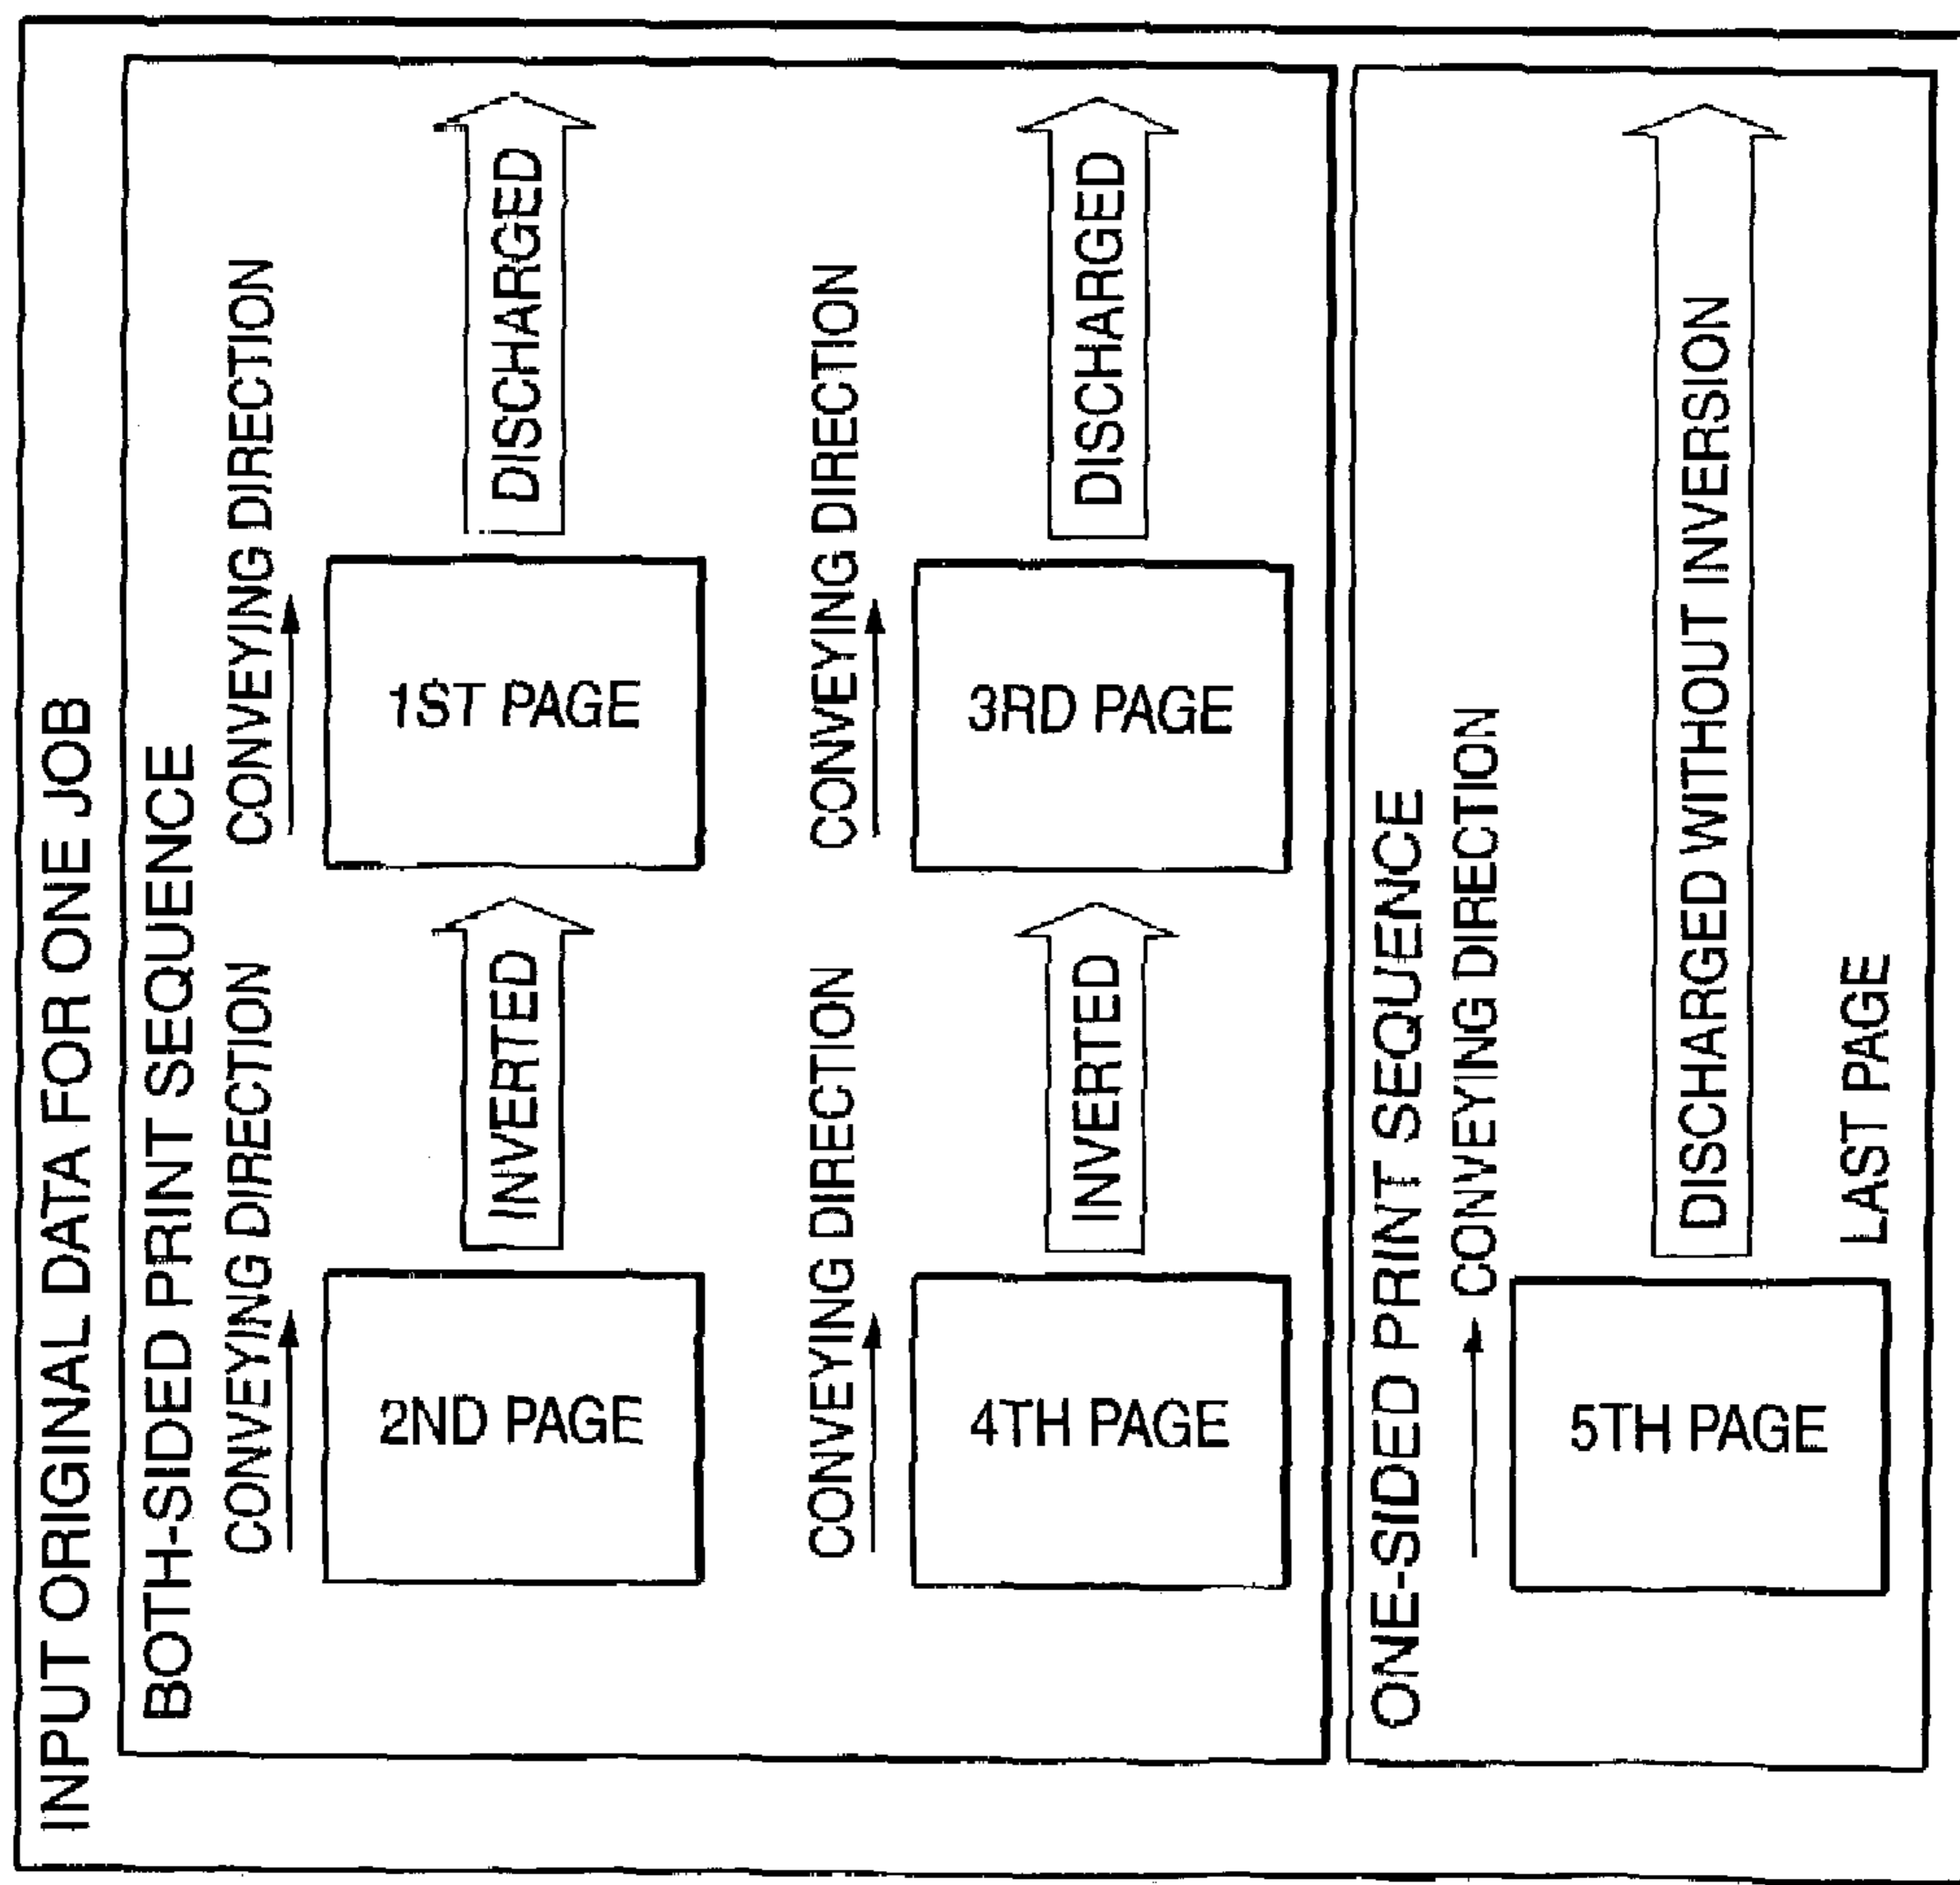 INPUT ORIGINAL DATA FOR ONE JOB
BOTH-SIDED PRINT SEQUENCE
CONVEYING DIRECTION
CONVEYING DIRECTION
2ND PAGE
INVERTED
1ST PAGE
DISCHARGED
CONVEYING DIRECTION
CONVEYING DIRECTION
4TH PAGE
INVERTED
3RD PAGE
DISCHARGED
ONE-SIDED PRINT SEQUENCE
CONVEYING DIRECTION
5TH PAGE
DISCHARGED WITHOUT INVERSION
LAST PAGE